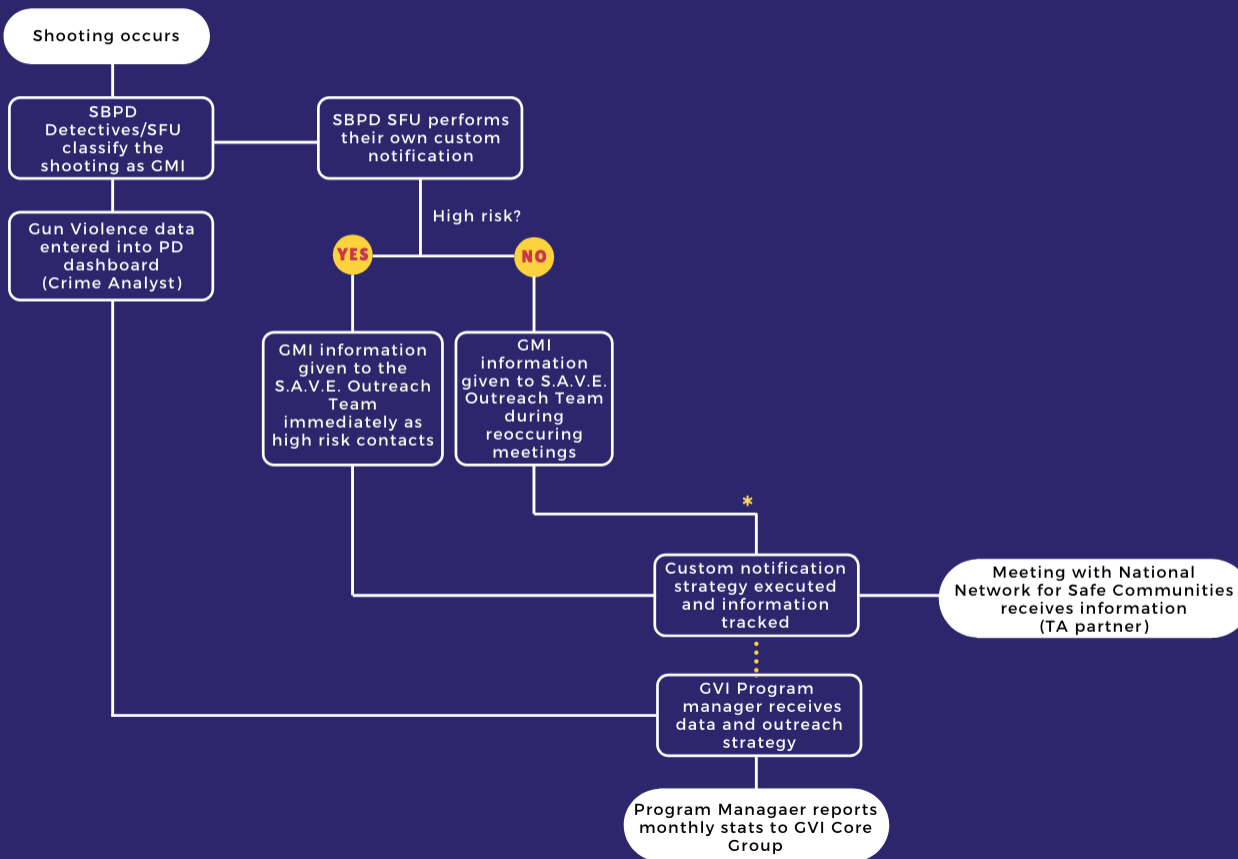 Shooting occurs
SBPD
Detectives/SFU
classify the
shooting as GMI
SBPD SFU performs
their own custom
notification
Gun Violence data
entered into PD
dashboard
(Crime Analyst)
High risk?
YES
NO
GMI information
given to the
S.A.V.E. Outreach
Team
immediately as
high risk contacts
GMI
information
given to S.A.V.E.
Outreach Team
during
reoccuring
meetings
*
Custom notification
strategy executed
and information
tracked
Meeting with National
Network for Safe Communities
receives information
(TA partner)
GVI Program
manager receives
data and outreach
strategy
Program Managaer reports
monthly stats to GVI Core
Group